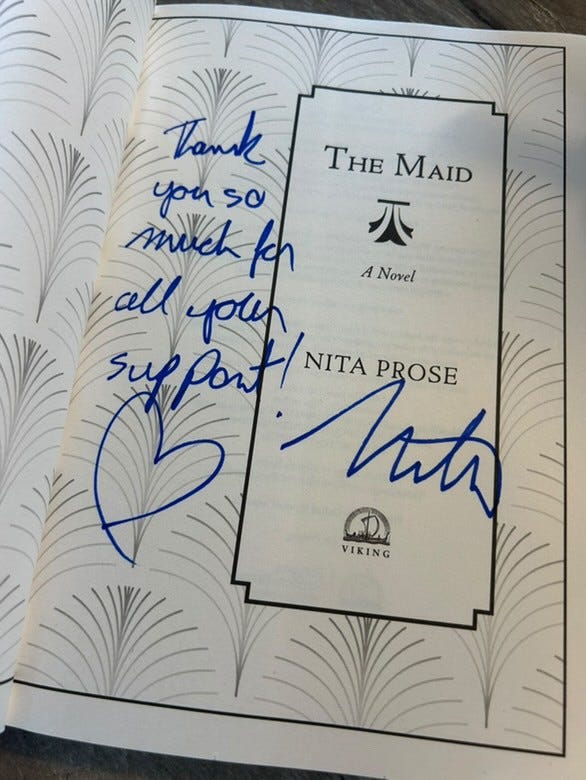 Thank
you so
much for
all your
support!
THE MAID
A Novel
NITA PROSE
Nita
VIKING